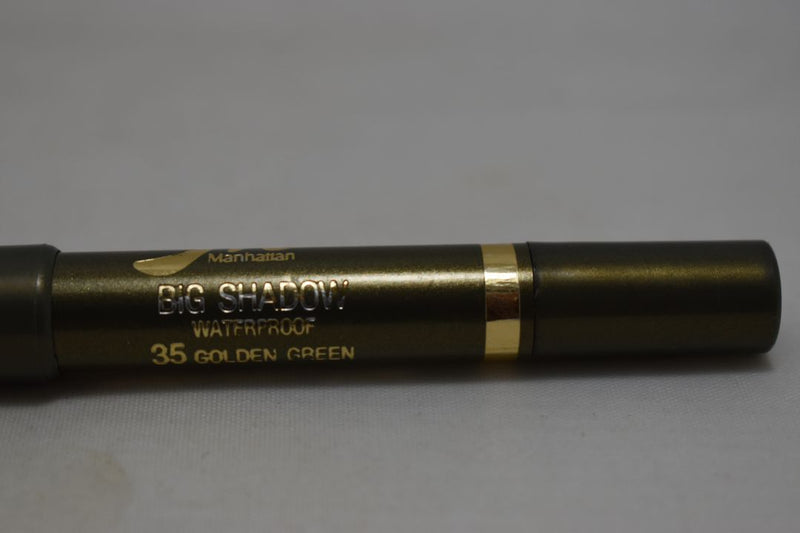 Manhattan
BIG SHADOW
WATERPROOF
35 GOLDEN GREEN